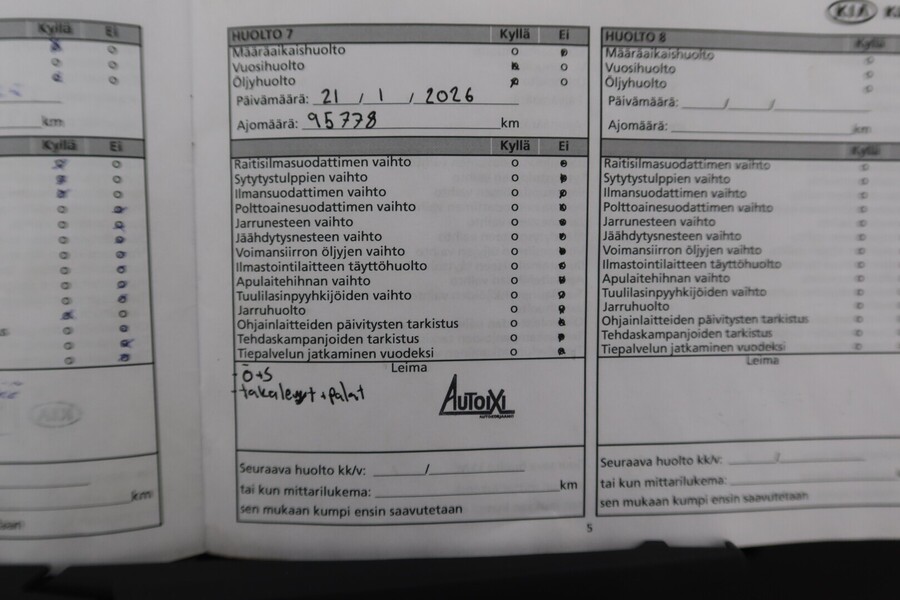 Kyllä Ei
km
Kyllä Ei
km
HUOLTO 7 Kyllä Ei
Määräaikaishuolto
Vuosihuolto
Öljyhuolto
Päivämäärä: 21 / 1 / 2026
Ajomäärä: 95778 km
Kyllä Ei
Raitisilmasuodattimen vaihto
Sytytystulppien vaihto
Ilmansuodattimen vaihto
Polttoainesuodattimen vaihto
Jarrunesteen vaihto
Jäähdytysnesteen vaihto
Voimansiirron öljyjen vaihto
Ilmastointilaitteen täyttöhuolto
Apulaitehihnan vaihto
Tuulilasinpyyhkijöiden vaihto
Jarruhuolto
Ohjainlaitteiden päivitysten tarkistus
Tehdaskampanjoiden tarkistus
Tiepalvelun jatkaminen vuodeksi
Leima
- Ö+S
- takalevyt + palat
AUTOIXI
Seuraava huolto kk/v: /
tai kun mittarilukema: km
sen mukaan kumpi ensin saavutetaan
5
KIA
HUOLTO 8 Kyllä
Määräaikaishuolto
Vuosihuolto
Öljyhuolto
Päivämäärä: / /
Ajomäärä: km
Kyllä
Raitisilmasuodattimen vaihto
Sytytystulppien vaihto
Ilmansuodattimen vaihto
Polttoainesuodattimen vaihto
Jarrunesteen vaihto
Jäähdytysnesteen vaihto
Voimansiirron öljyjen vaihto
Ilmastointilaitteen täyttöhuolto
Apulaitehihnan vaihto
Tuulilasinpyyhkijöiden vaihto
Jarruhuolto
Ohjainlaitteiden päivitysten tarkistus
Tehdaskampanjoiden tarkistus
Tiepalvelun jatkaminen vuodeksi
Leima
Seuraava huolto kk/v: /
tai kun mittarilukema:
sen mukaan kumpi ensin saavutetaan